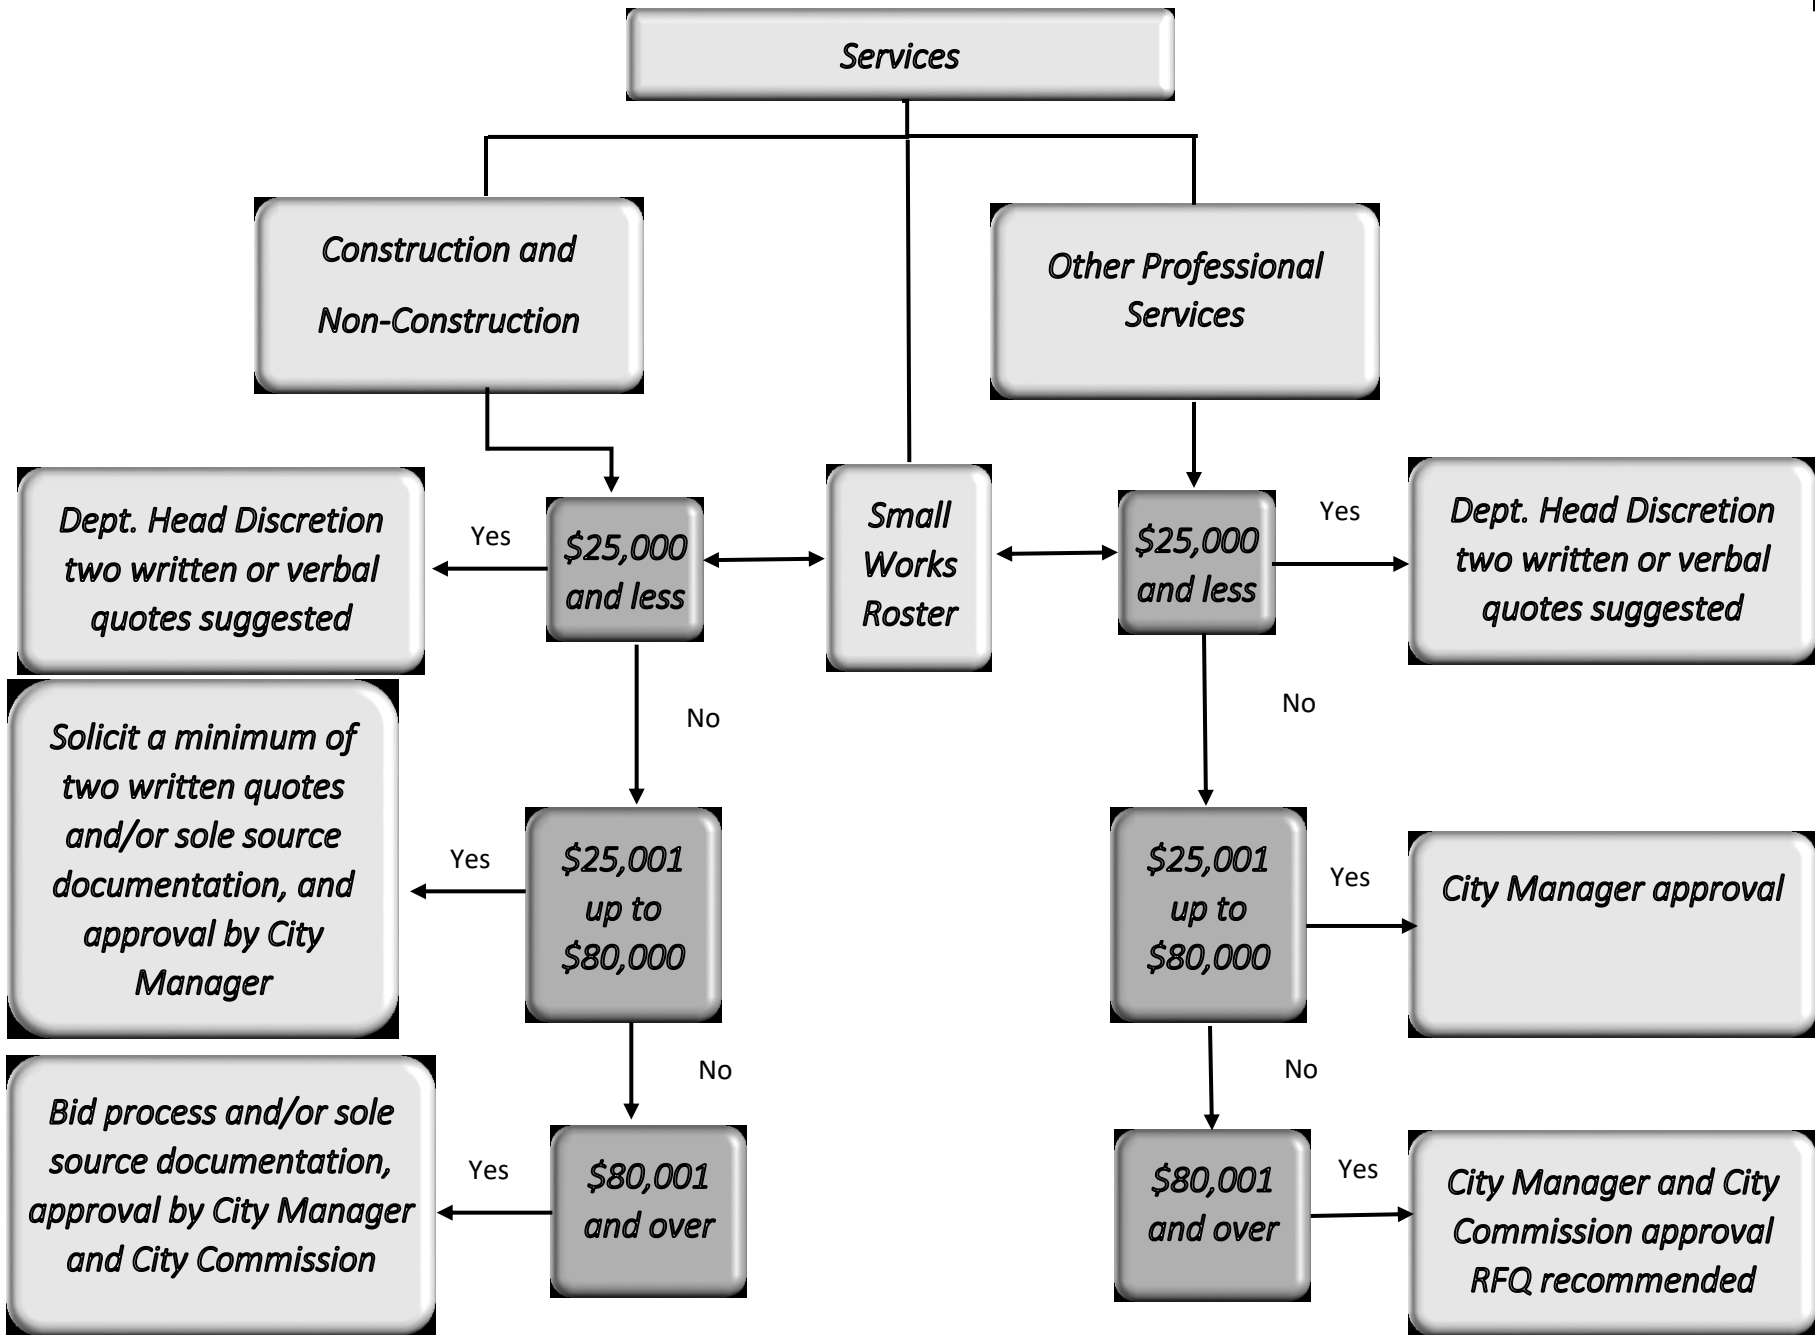 Services
Construction and
Non-Construction
Other Professional
Services
Dept. Head Discretion
two written or verbal
quotes suggested
Yes
$25,000
and less
Small
Works
Roster
$25,000
and less
Yes
Dept. Head Discretion
two written or verbal
quotes suggested
No
No
Solicit a minimum of
two written quotes
and/or sole source
documentation, and
approval by City
Manager
Yes
$25,001
up to
$80,000
$25,001
up to
$80,000
Yes
City Manager approval
No
No
Bid process and/or sole
source documentation,
approval by City Manager
and City Commission
Yes
$80,001
and over
$80,001
and over
Yes
City Manager and City
Commission approval
RFQ recommended